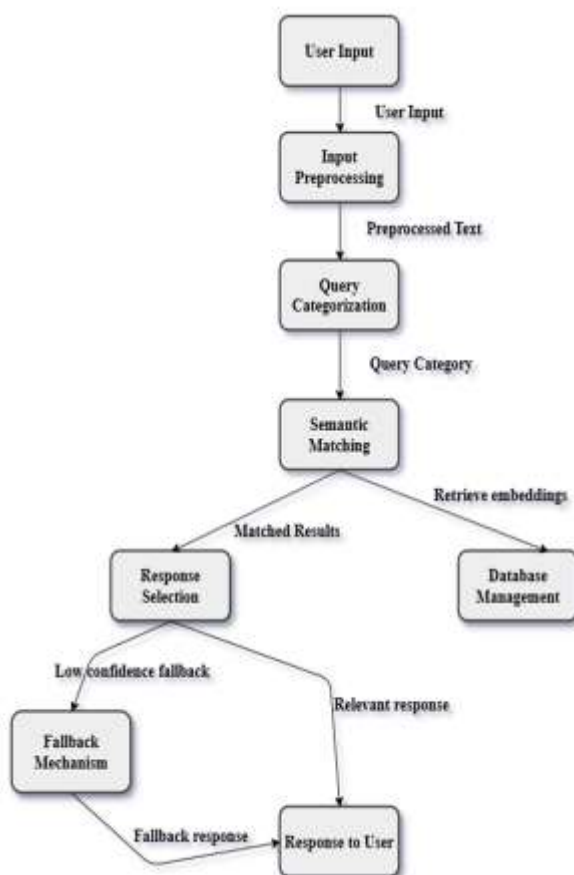 User Input
User Input
Input
Preprocessing
Preprocessed Text
Query
Categorization
Query Category
Semantic
Matching
Retrieve embeddings
Matched Results
Response
Selection
Database
Management
Low confidence fallback
Relevant response
Fallback
Mechanism
Fallback response
Response to User